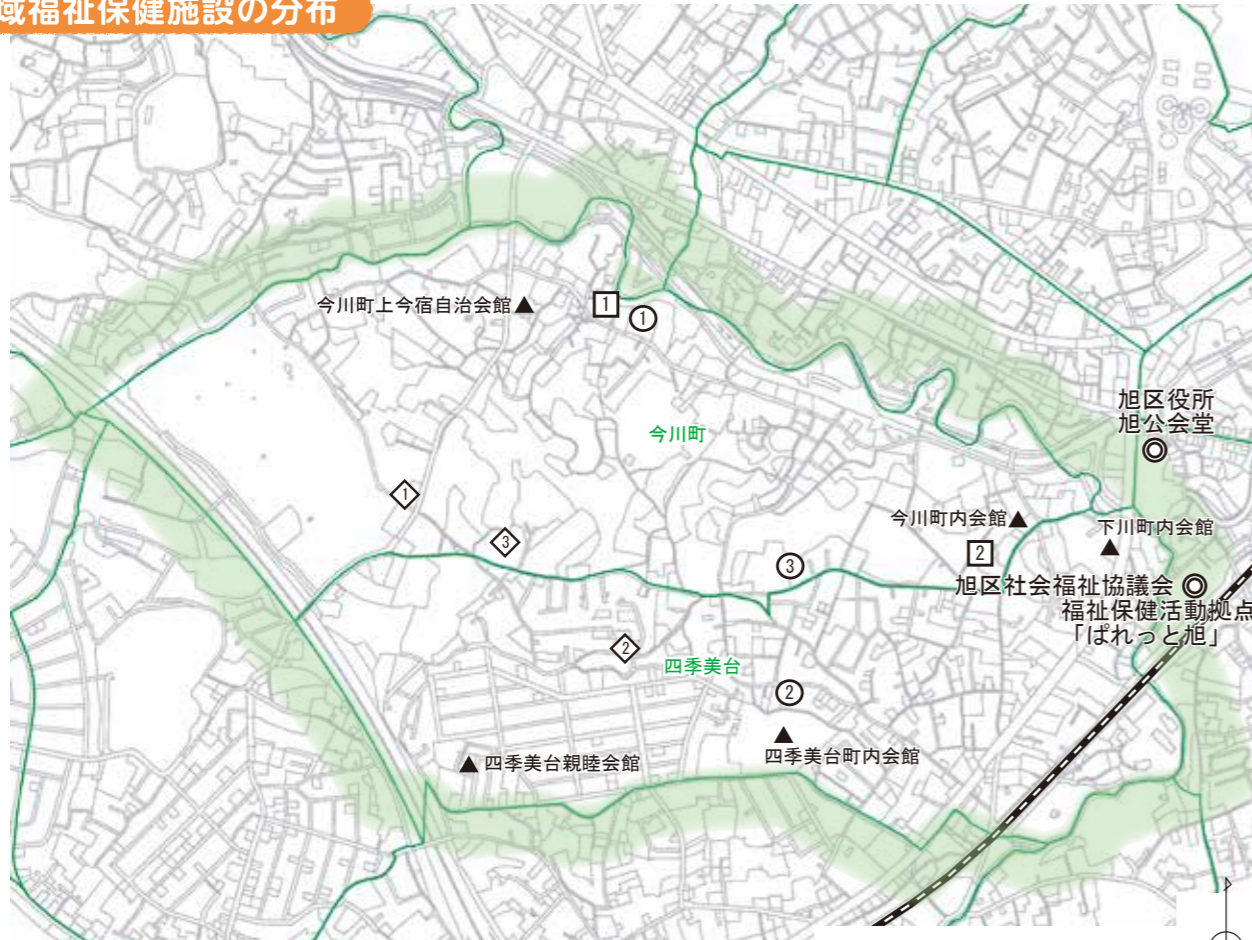 域福祉保健施設の分布
今川町上今宿自治会館▲
1
①
今川町
旭区役所
旭公会堂
◎
1
今川町内会館▲
3
2
下川町内会館
▲
③
旭区社会福祉協議会◎
福祉保健活動拠点
「ぱれっと旭」
2
四季美台
②
▲
四季美台町内会館
▲四季美台親睦会館